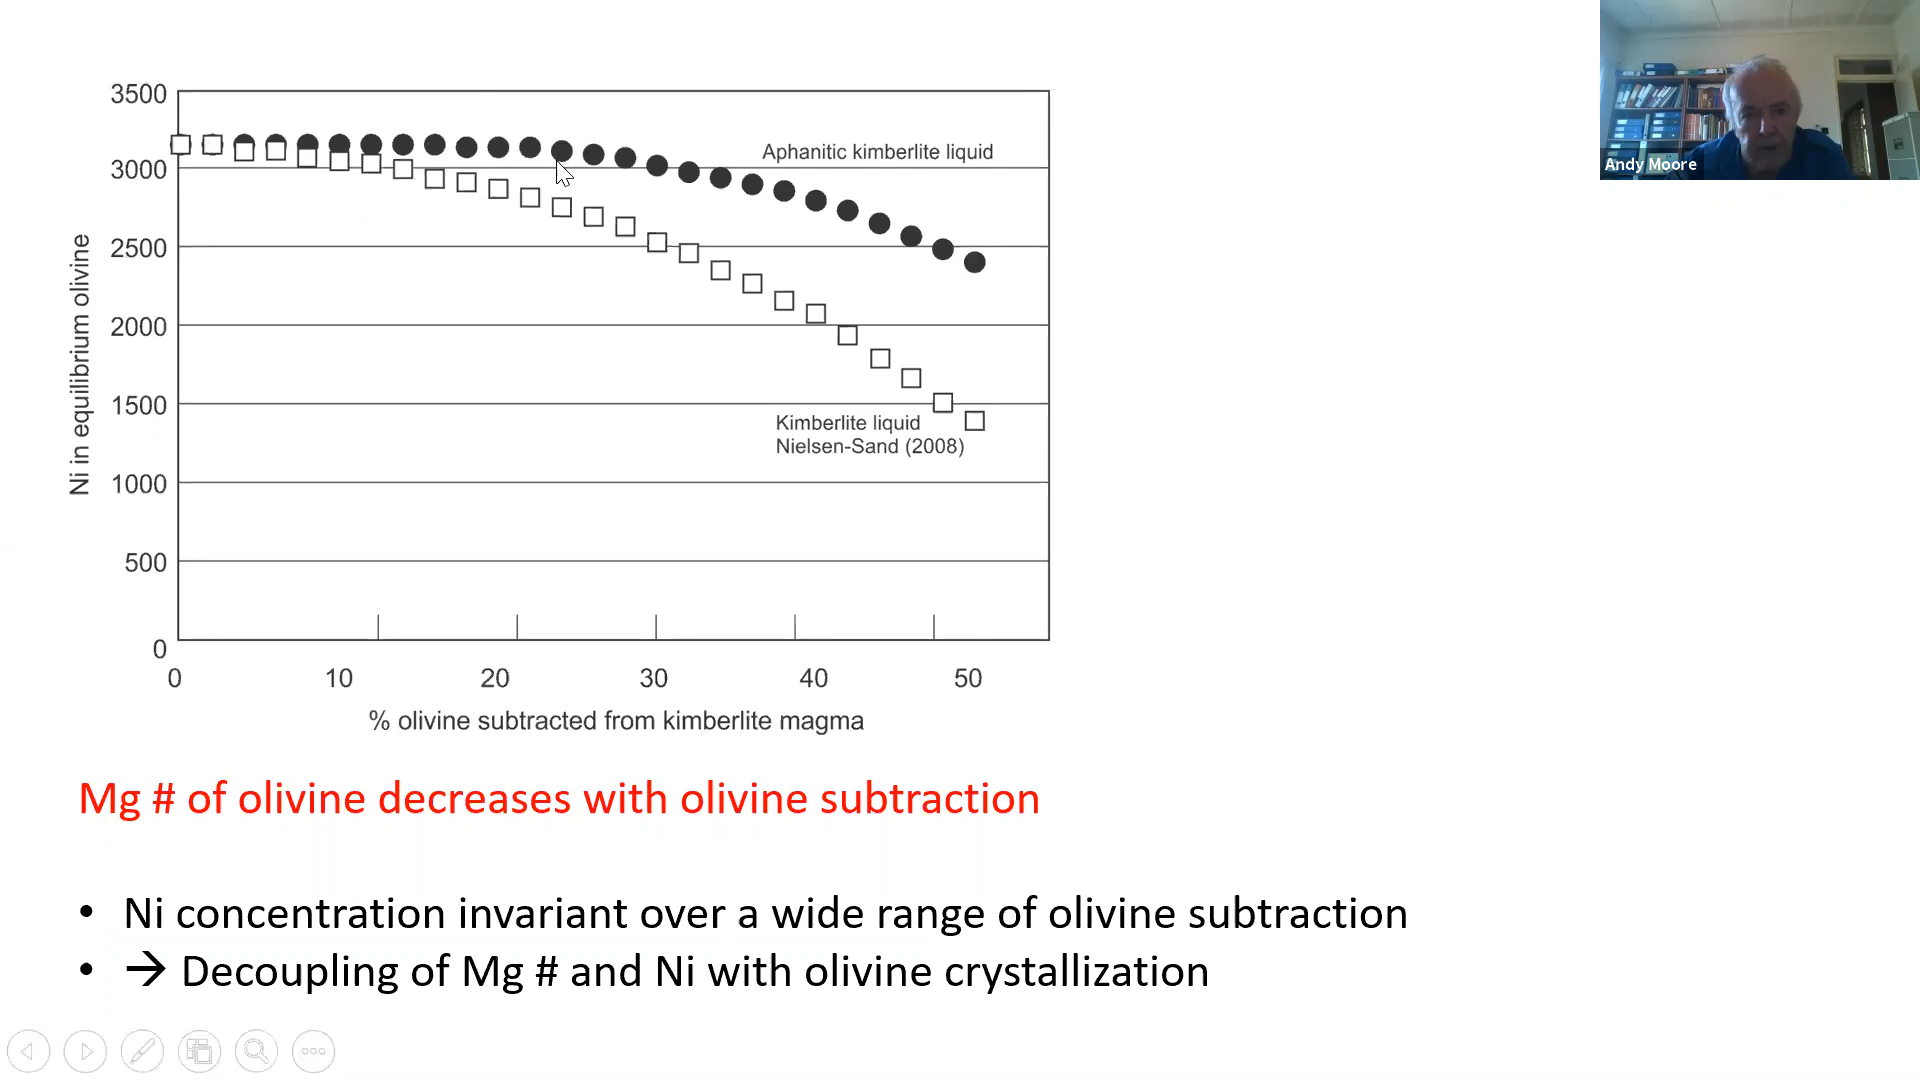 3500
3000
2500
2000
1500
1000
500
0
Ni in equilibrium olivine
Aphanitic kimberlite liquid
Kimberlite liquid
Nielsen-Sand (2008)
0 10 20 30 40 50
% olivine subtracted from kimberlite magma
Andy Moore
Mg # of olivine decreases with olivine subtraction
• Ni concentration invariant over a wide range of olivine subtraction
• → Decoupling of Mg # and Ni with olivine crystallization